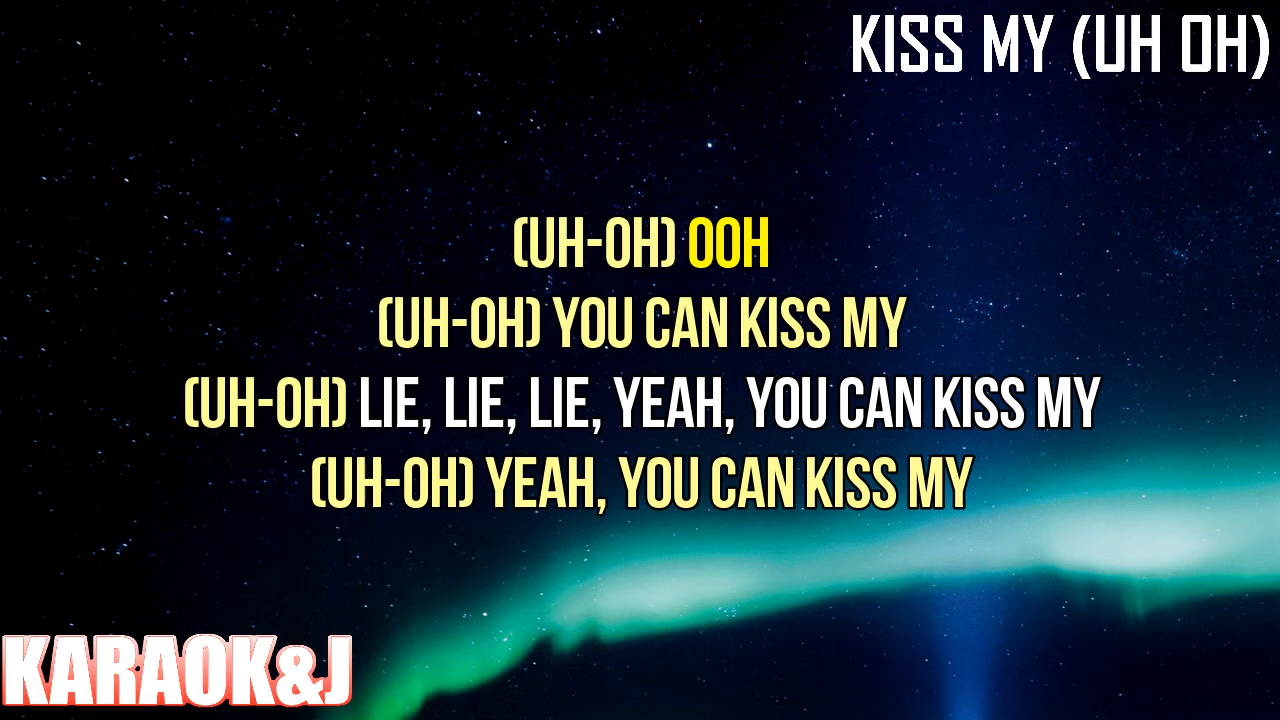 KISS MY (UH OH)
(UH-OH) OOH
(UH-OH) YOU CAN KISS MY
(UH-OH) LIE, LIE, LIE, YEAH, YOU CAN KISS MY
(UH-OH) YEAH, YOU CAN KISS MY
KARAOK&J